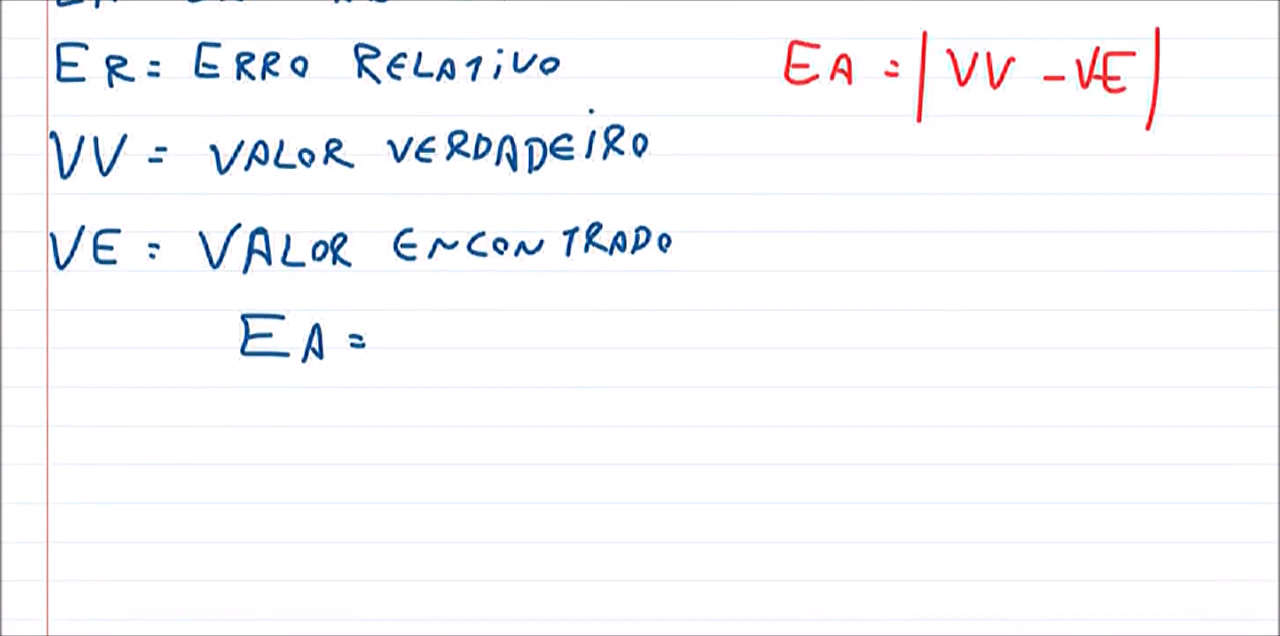 ER = ERRO RELATIVO
EA = |VV - VE|
VV = VALOR VERDADEIRO
VE = VALOR ENCONTRADO
EA =